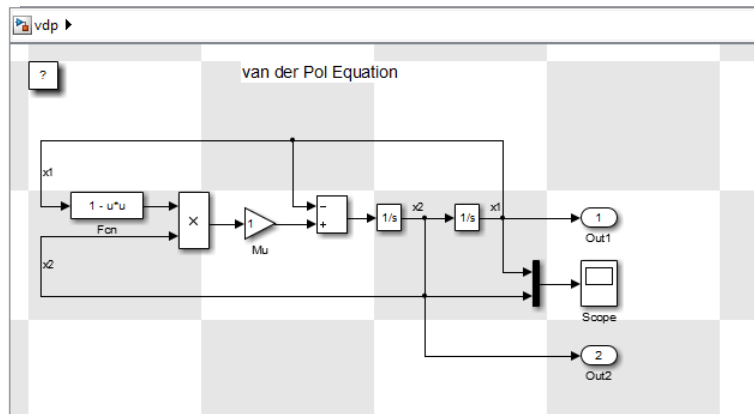 vdp
?
van der Pol Equation
x1
1 - u*u
Fcn
×
1
Mu
−
+
1/s
x2
1/s
x1
1
Out1
x2
Scope
2
Out2